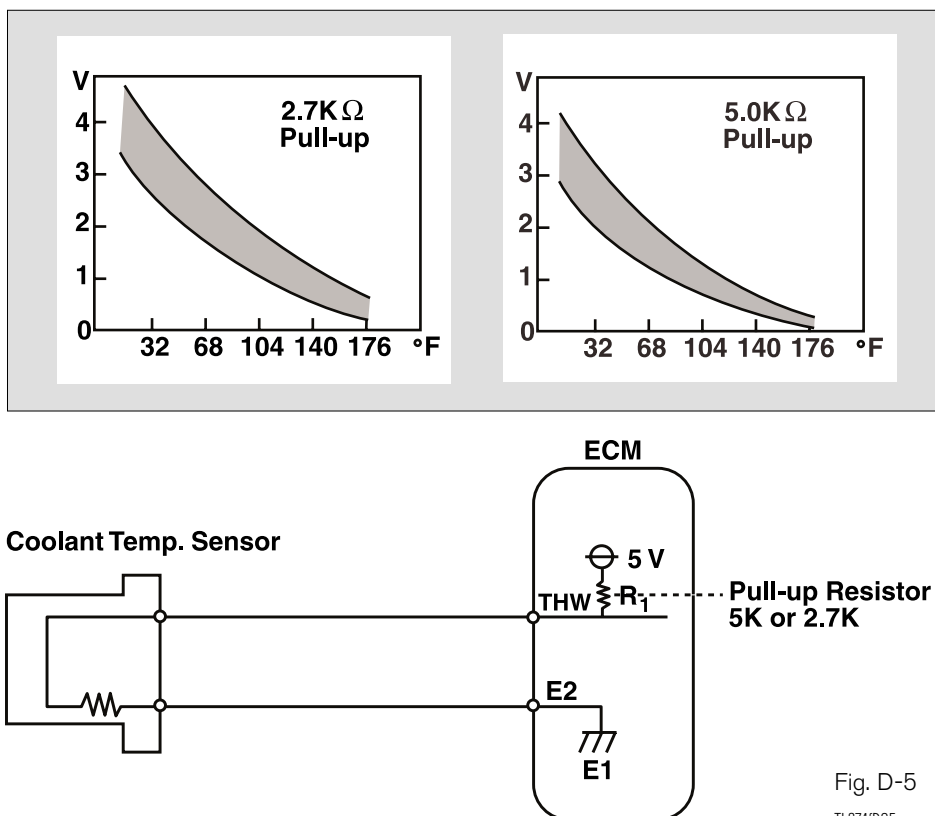 V
4
3
2
1
0
2.7K Ω
Pull-up
32 68 104 140 176 °F
V
4
3
2
1
0
5.0K Ω
Pull-up
32 68 104 140 176 °F
ECM
Coolant Temp. Sensor
5 V
THW
R1
Pull-up Resistor
5K or 2.7K
E2
E1
Fig. D-5